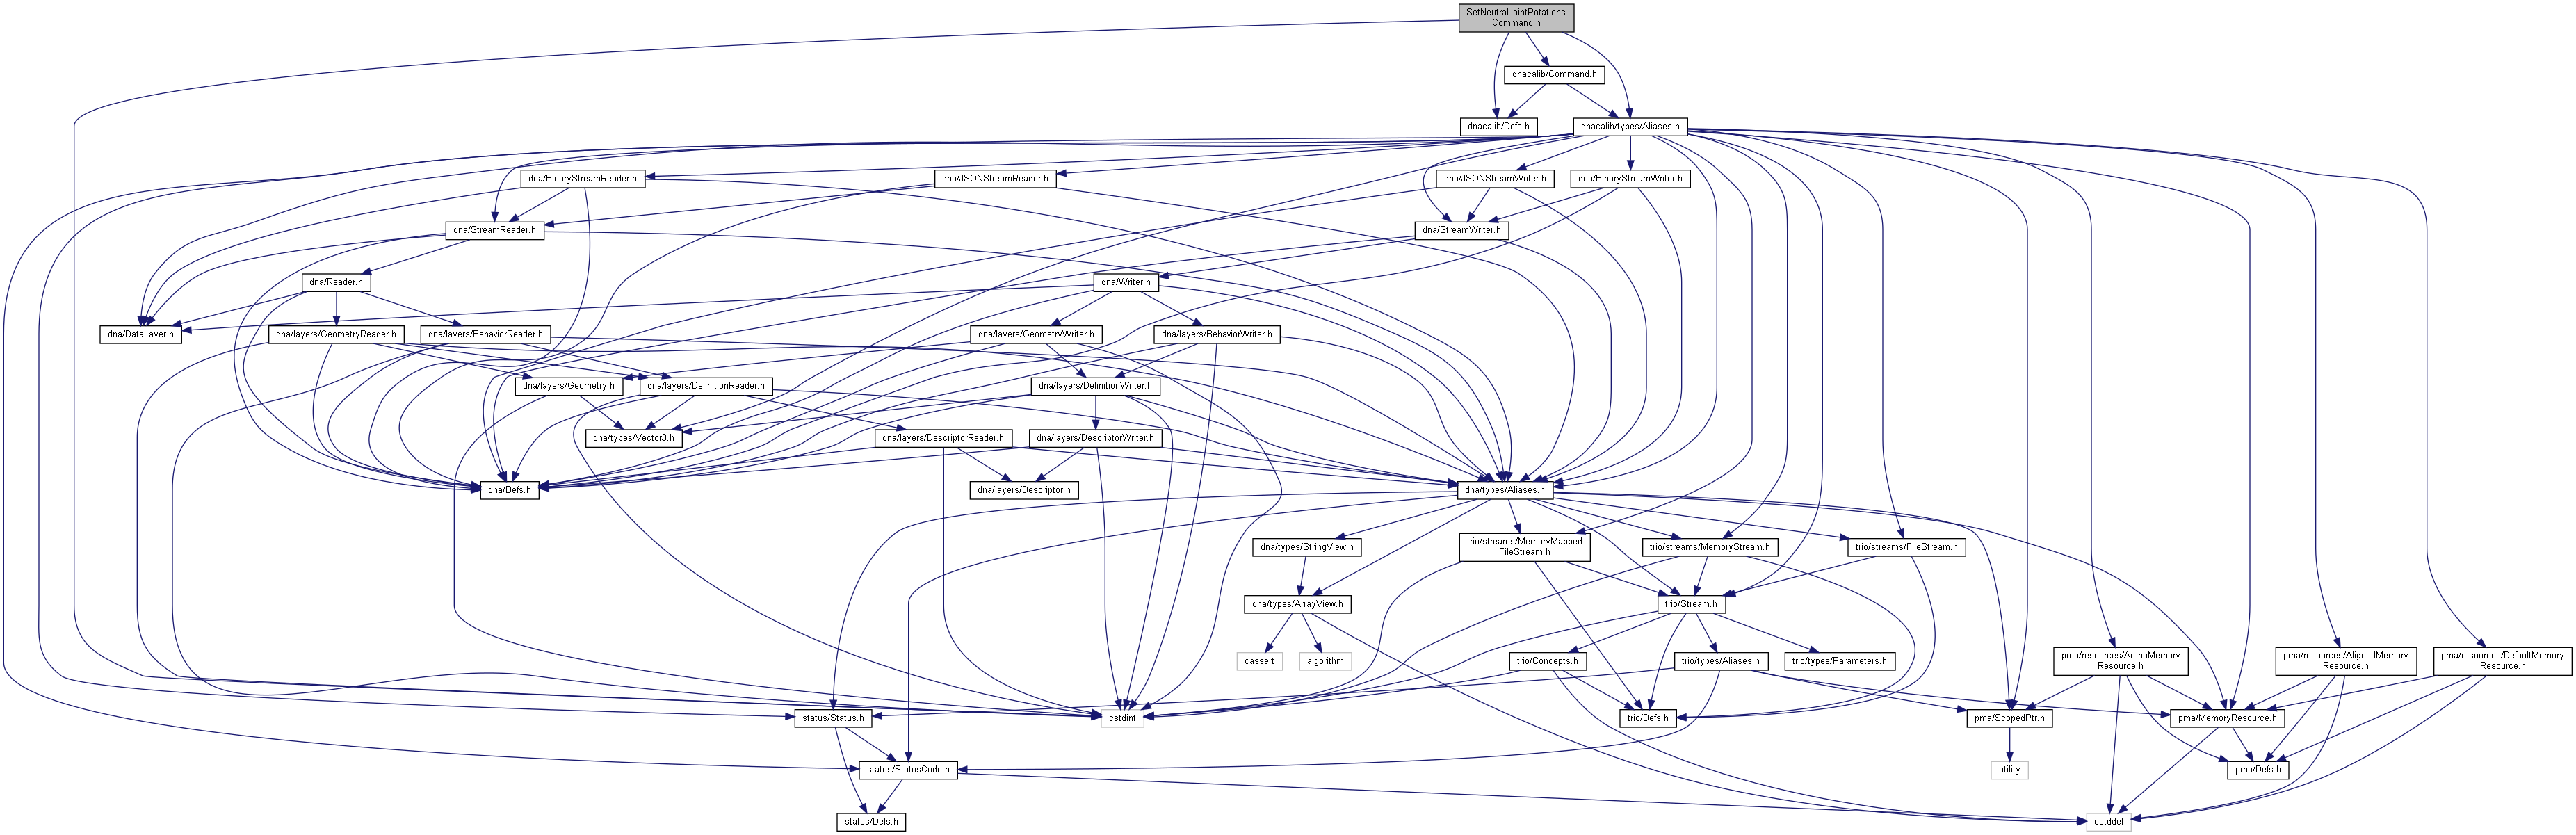 SetNeutralJointRotations
Command.h
dnacalib/Command.h
dnacalib/Defs.h
dnacalib/types/Aliases.h
dna/BinaryStreamReader.h
dna/JSONStreamReader.h
dna/JSONStreamWriter.h
dna/BinaryStreamWriter.h
dna/StreamReader.h
dna/StreamWriter.h
dna/Reader.h
dna/Writer.h
dna/DataLayer.h
dna/layers/GeometryReader.h
dna/layers/BehaviorReader.h
dna/layers/GeometryWriter.h
dna/layers/BehaviorWriter.h
dna/layers/Geometry.h
dna/layers/DefinitionReader.h
dna/layers/DefinitionWriter.h
dna/types/Vector3.h
dna/layers/DescriptorReader.h
dna/layers/DescriptorWriter.h
dna/Defs.h
dna/layers/Descriptor.h
dna/types/Aliases.h
dna/types/StringView.h
trio/streams/MemoryMapped
FileStream.h
trio/streams/MemoryStream.h
trio/streams/FileStream.h
dna/types/ArrayView.h
trio/Stream.h
cassert
algorithm
trio/Concepts.h
trio/types/Aliases.h
trio/types/Parameters.h
pma/resources/ArenaMemory
Resource.h
pma/resources/AlignedMemory
Resource.h
pma/resources/DefaultMemory
Resource.h
status/Status.h
cstdint
trio/Defs.h
pma/ScopedPtr.h
pma/MemoryResource.h
status/StatusCode.h
utility
pma/Defs.h
status/Defs.h
cstddef